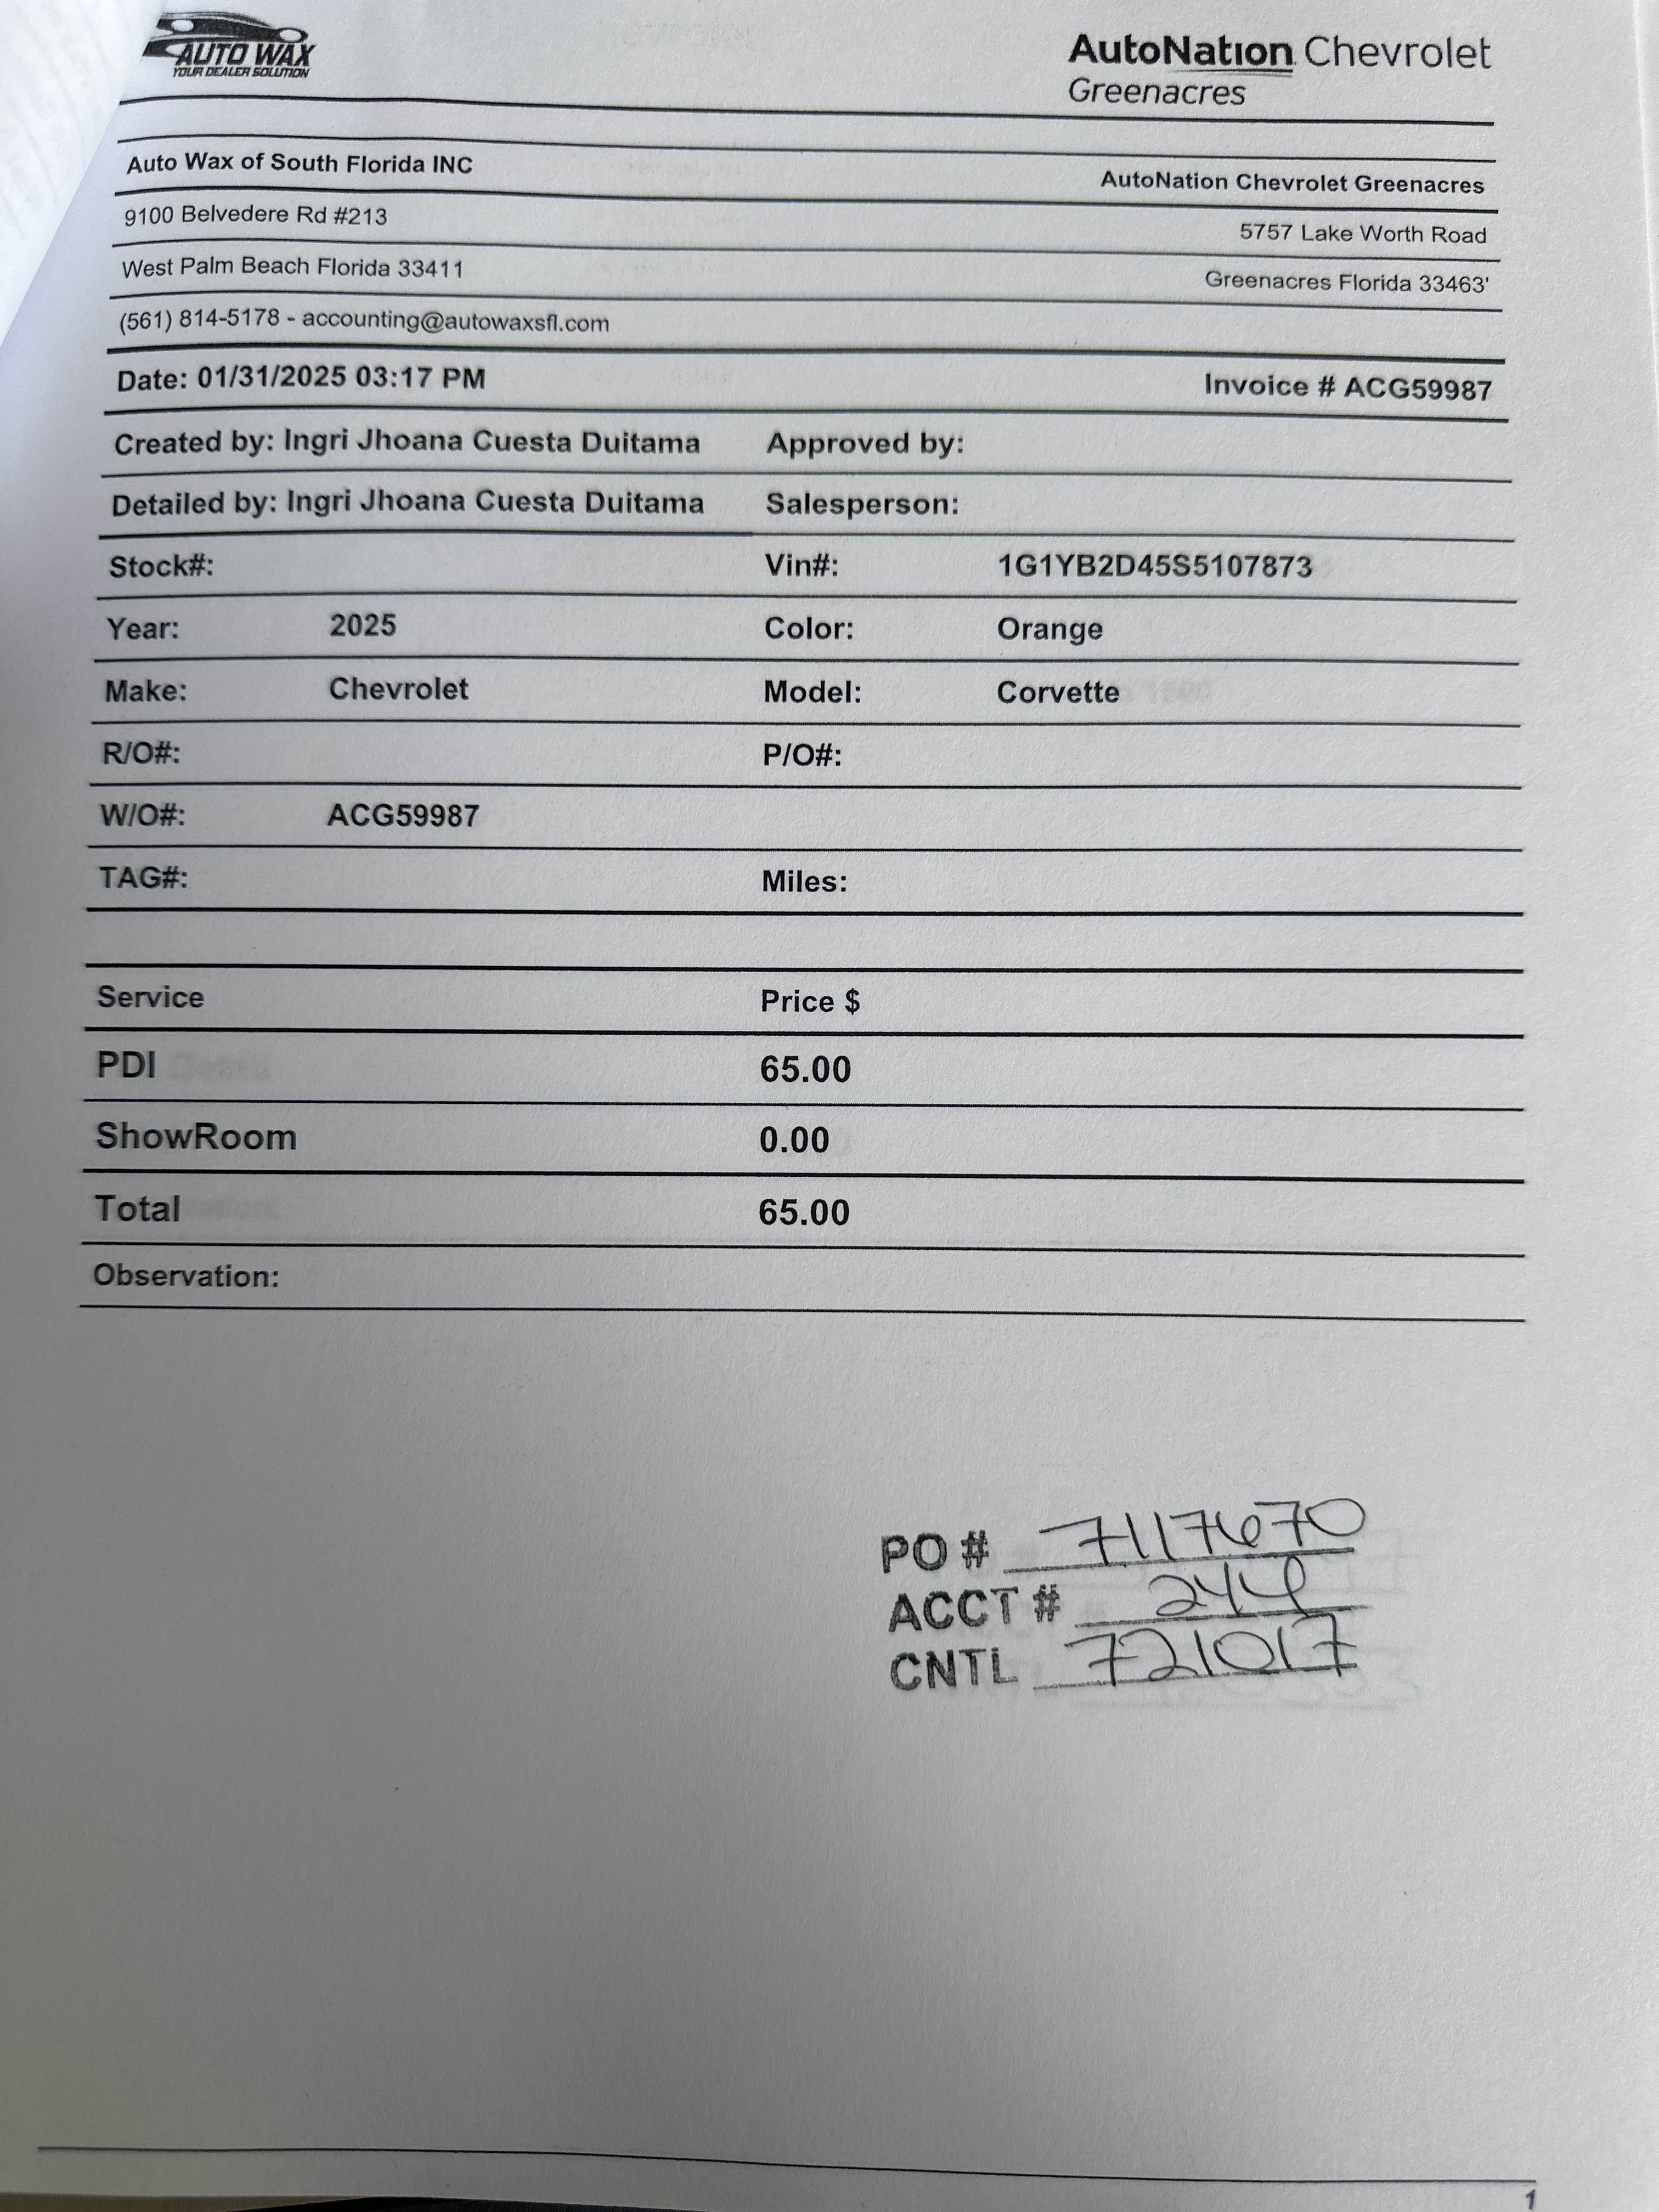 AUTO WAX
YOUR DEALER SOLUTION
AutoNation Chevrolet
Greenacres
Auto Wax of South Florida INC
AutoNation Chevrolet Greenacres
9100 Belvedere Rd #213
5757 Lake Worth Road
West Palm Beach Florida 33411
Greenacres Florida 33463'
(561) 814-5178 - accounting@autowaxsfl.com
Date: 01/31/2025 03:17 PM
Invoice # ACG59987
Created by: Ingri Jhoana Cuesta Duitama Approved by:
Detailed by: Ingri Jhoana Cuesta Duitama Salesperson:
Stock#: Vin#: 1G1YB2D45S5107873
Year: 2025 Color: Orange
Make: Chevrolet Model: Corvette
R/O#: P/O#:
W/O#: ACG59987
TAG#: Miles:
Service Price $
PDI 65.00
ShowRoom 0.00
Total 65.00
Observation:
PO # 7117670
ACCT # 244
CNTL 721017
1